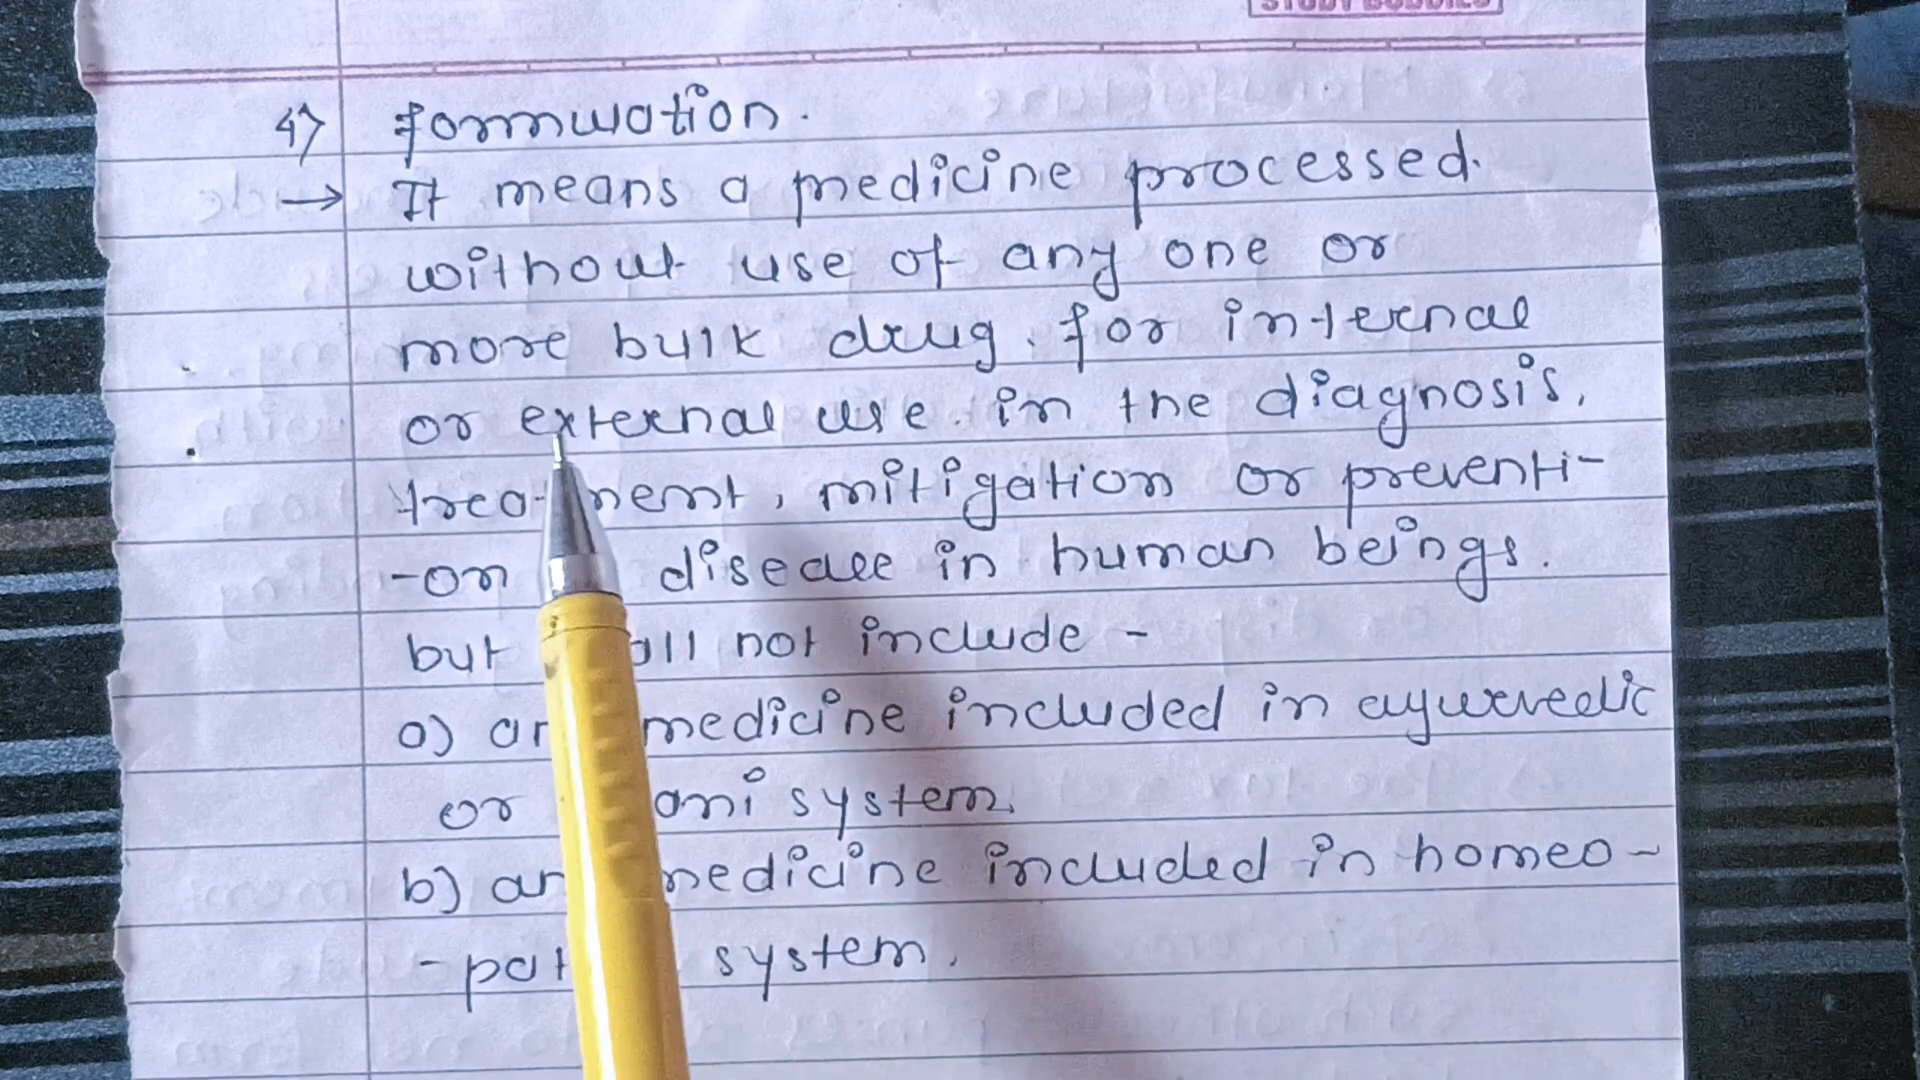 4) formulation.
→ It means a medicine processed.
without use of any one or
more bulk drug. for internal
or external use. in the diagnosis,
treatment, mitigation or preventi-
-on disease in human beings.
but not include -
a) medicine included in ayurvedic
or system.
b) medicine included in homeo-
system.